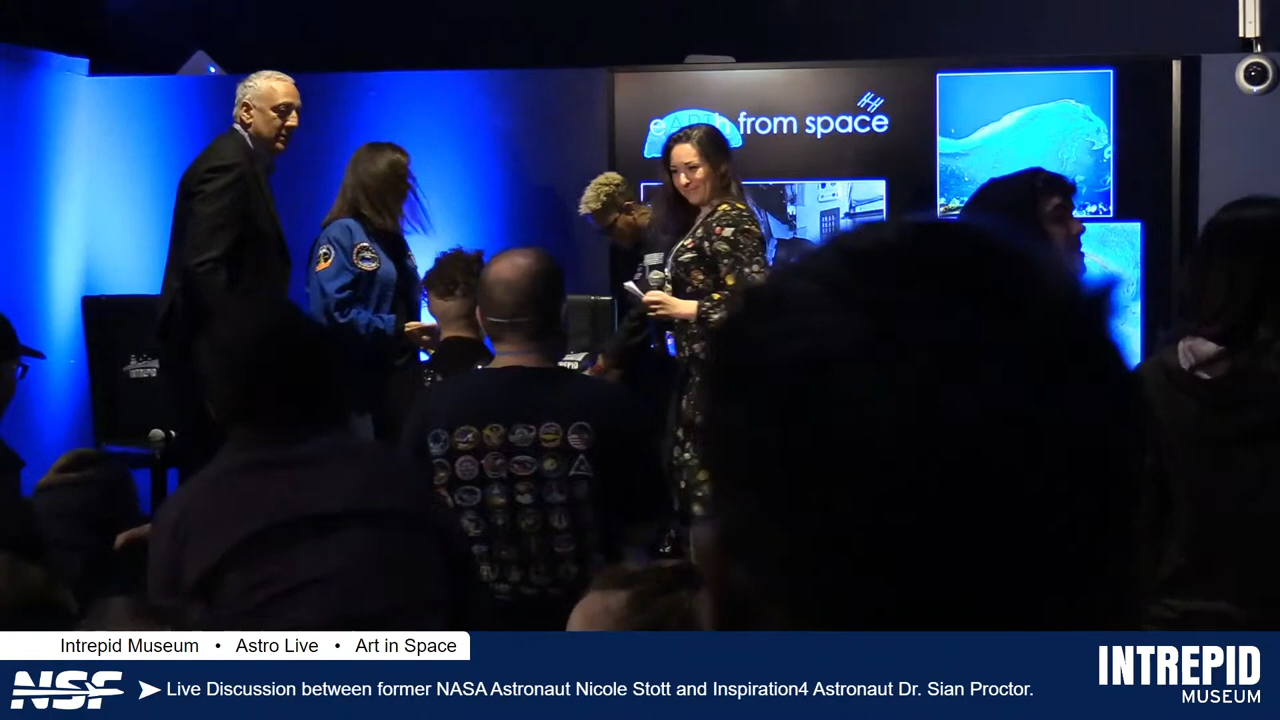 eARTh from space
INTREPID
Intrepid Museum • Astro Live • Art in Space
NSF
Live Discussion between former NASA Astronaut Nicole Stott and Inspiration4 Astronaut Dr. Sian Proctor.
INTREPID
MUSEUM